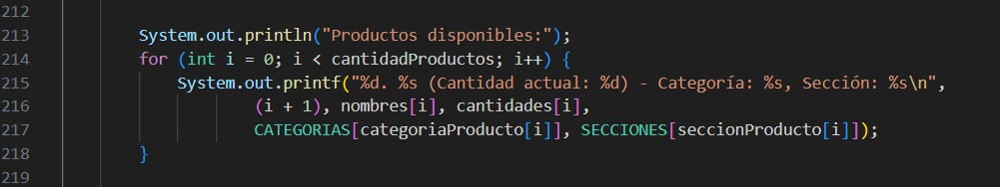 212
213 System.out.println("Productos disponibles:");
214 for (int i = 0; i < cantidadProductos; i++) {
215 System.out.printf("%d. %s (Cantidad actual: %d) - Categoría: %s, Sección: %s\n",
216 (i + 1), nombres[i], cantidades[i],
217 CATEGORIAS[categoriaProducto[i]], SECCIONES[seccionProducto[i]]);
218 }
219